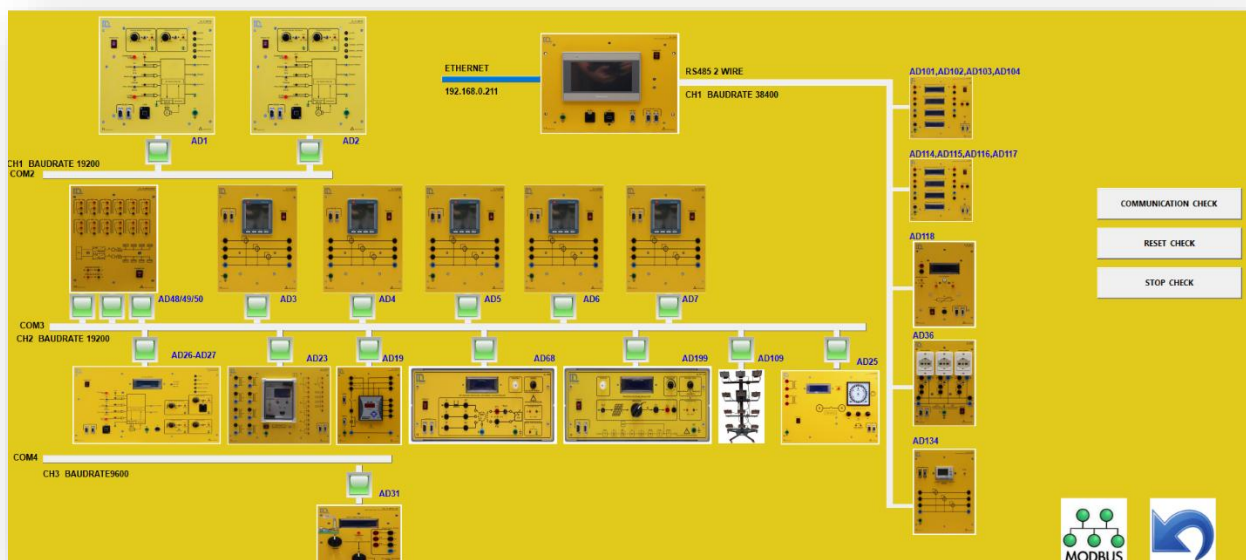 ETHERNET
192.168.0.211
RS485 2 WIRE
CH1 BAUDRATE 38400
AD101,AD102,AD103,AD104
AD1
AD2
CH1 BAUDRATE 19200
COM2
AD114,AD115,AD116,AD117
COMMUNICATION CHECK
RESET CHECK
STOP CHECK
AD118
AD48/49/50
AD3
AD4
AD5
AD6
AD7
COM3
CH2 BAUDRATE 19200
AD36
AD26-AD27
AD23
AD19
AD68
AD199
AD109
AD25
AD134
COM4
CH3 BAUDRATE9600
AD31
MODBUS